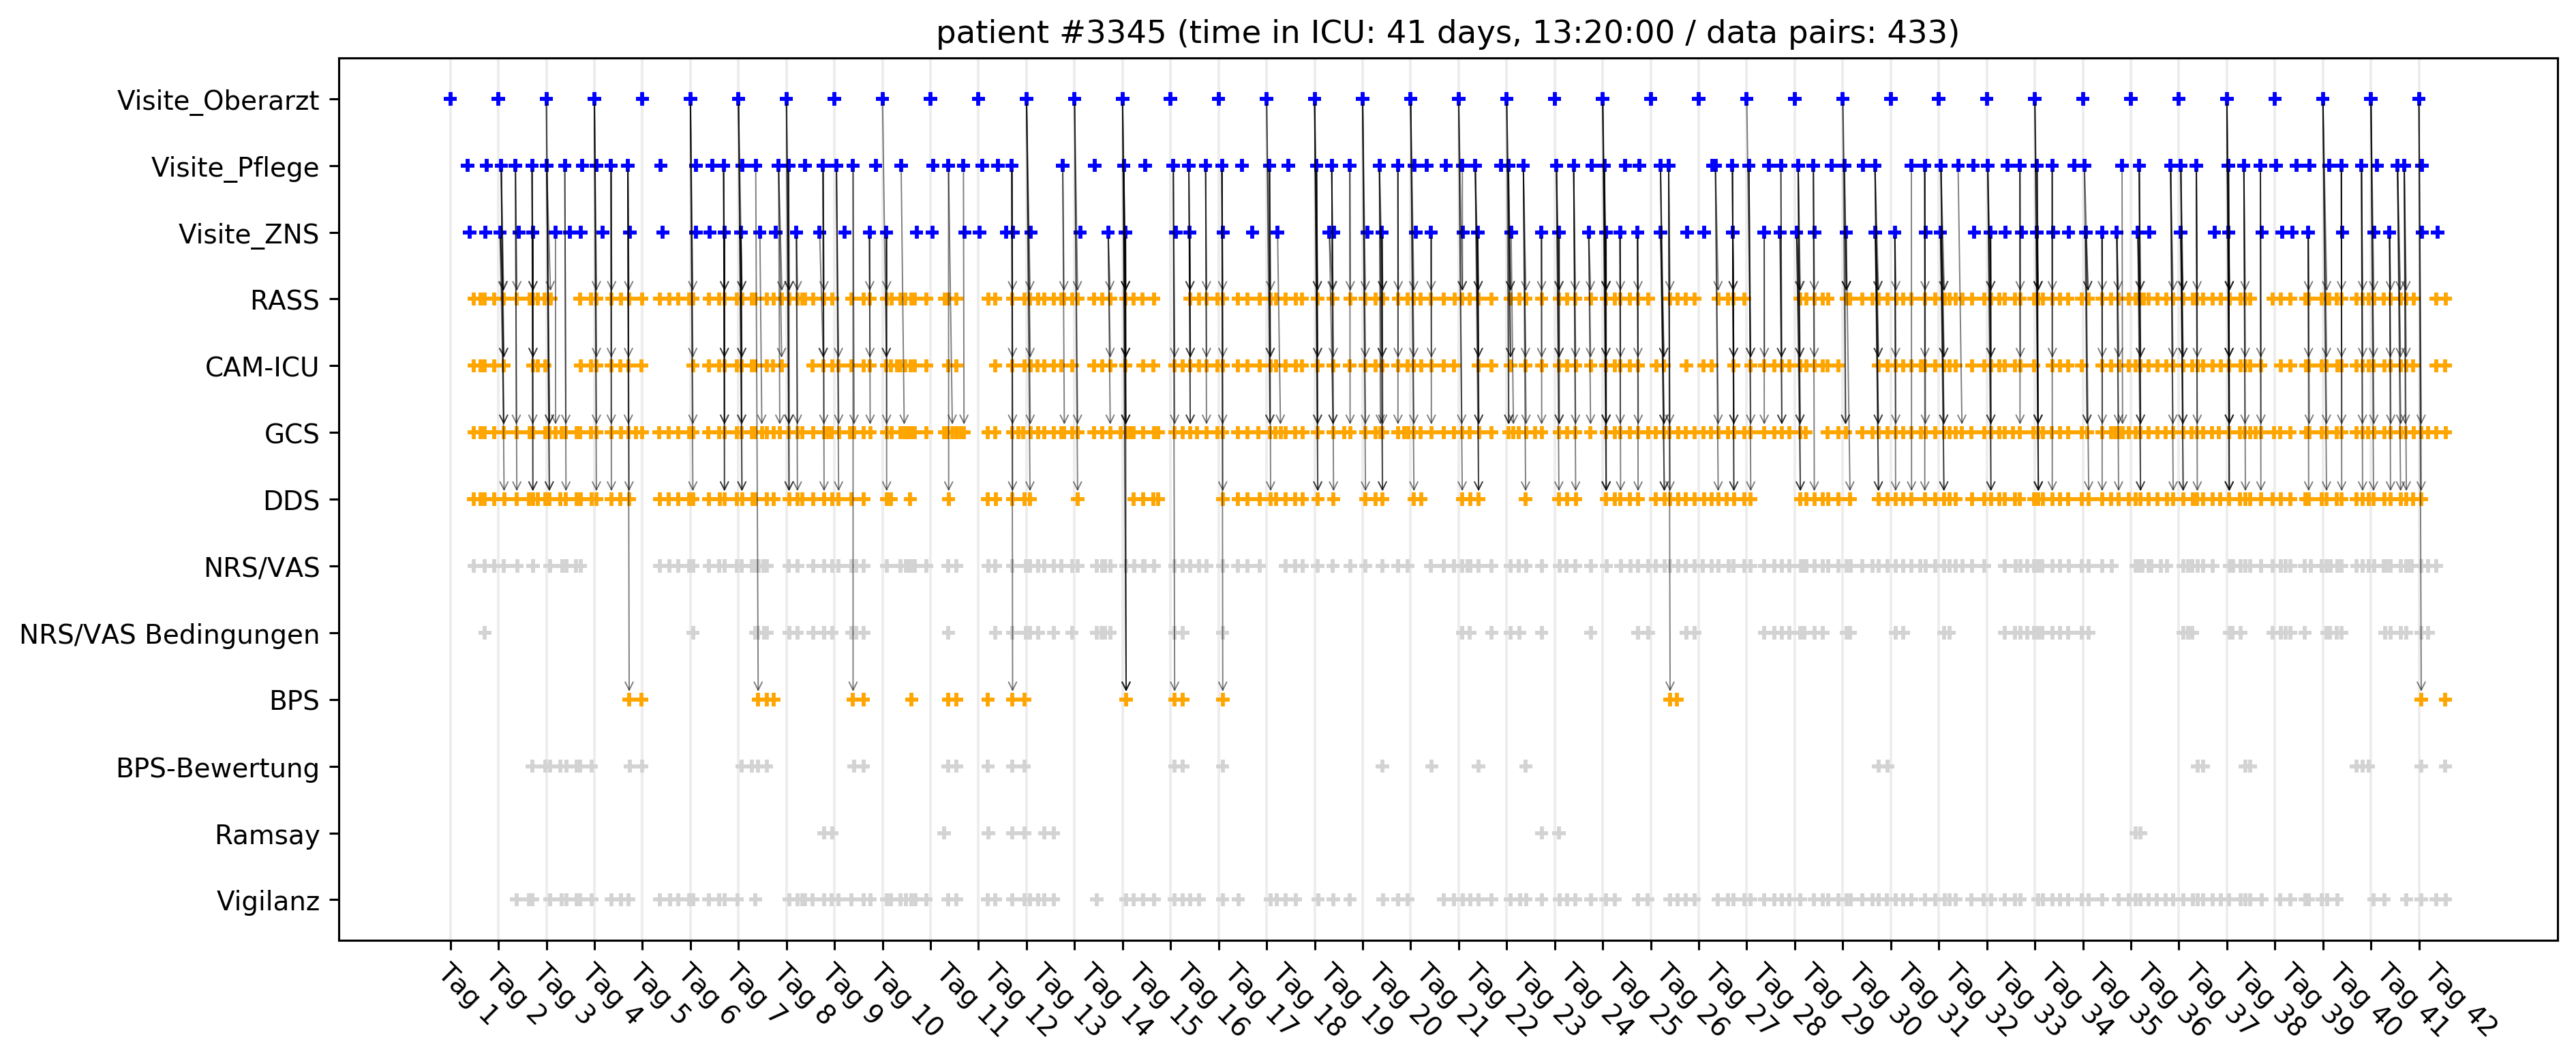 patient #3345 (time in ICU: 41 days, 13:20:00 / data pairs: 433)
Visite_Oberarzt
Visite_Pflege
Visite_ZNS
RASS
CAM-ICU
GCS
DDS
NRS/VAS
NRS/VAS Bedingungen
BPS
BPS-Bewertung
Ramsay
Vigilanz
Tag 1
Tag 2
Tag 3
Tag 4
Tag 5
Tag 6
Tag 7
Tag 8
Tag 9
Tag 10
Tag 11
Tag 12
Tag 13
Tag 14
Tag 15
Tag 16
Tag 17
Tag 18
Tag 19
Tag 20
Tag 21
Tag 22
Tag 23
Tag 24
Tag 25
Tag 26
Tag 27
Tag 28
Tag 29
Tag 30
Tag 31
Tag 32
Tag 33
Tag 34
Tag 35
Tag 36
Tag 37
Tag 38
Tag 39
Tag 40
Tag 41
Tag 42